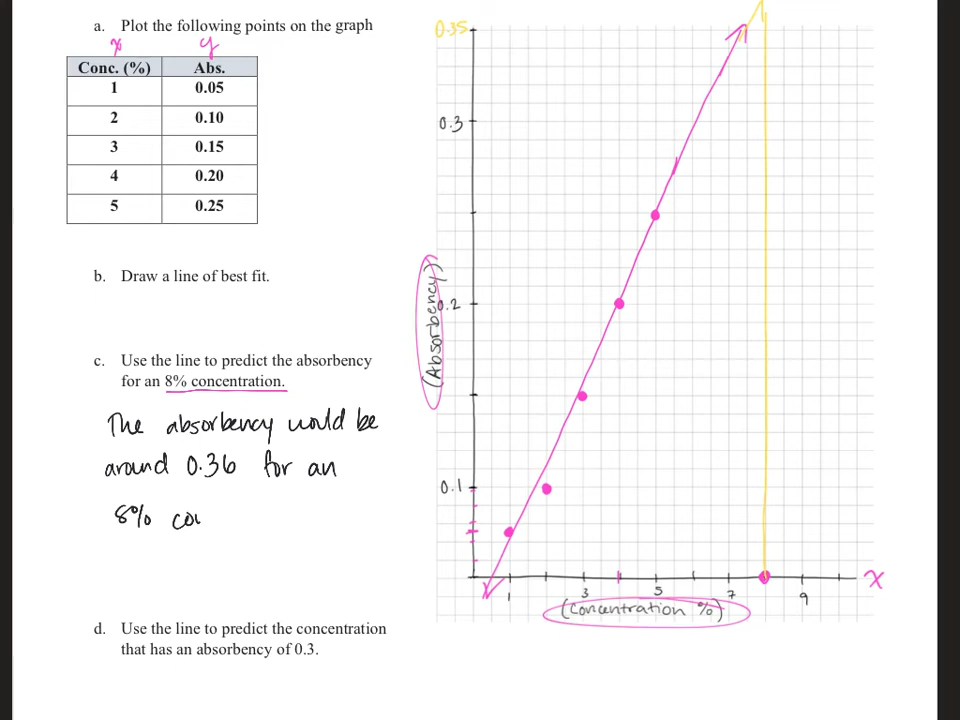 a. Plot the following points on the graph
x y
Conc. (%) Abs.
1 0.05
2 0.10
3 0.15
4 0.20
5 0.25
b. Draw a line of best fit.
c. Use the line to predict the absorbency
for an 8% concentration.
The absorbency would be
around 0.36 for an
8% con
d. Use the line to predict the concentration
that has an absorbency of 0.3.
0.35
0.3
0.2
0.1
(Absorbency)
1 3 5 7 9
x
(Concentration %)